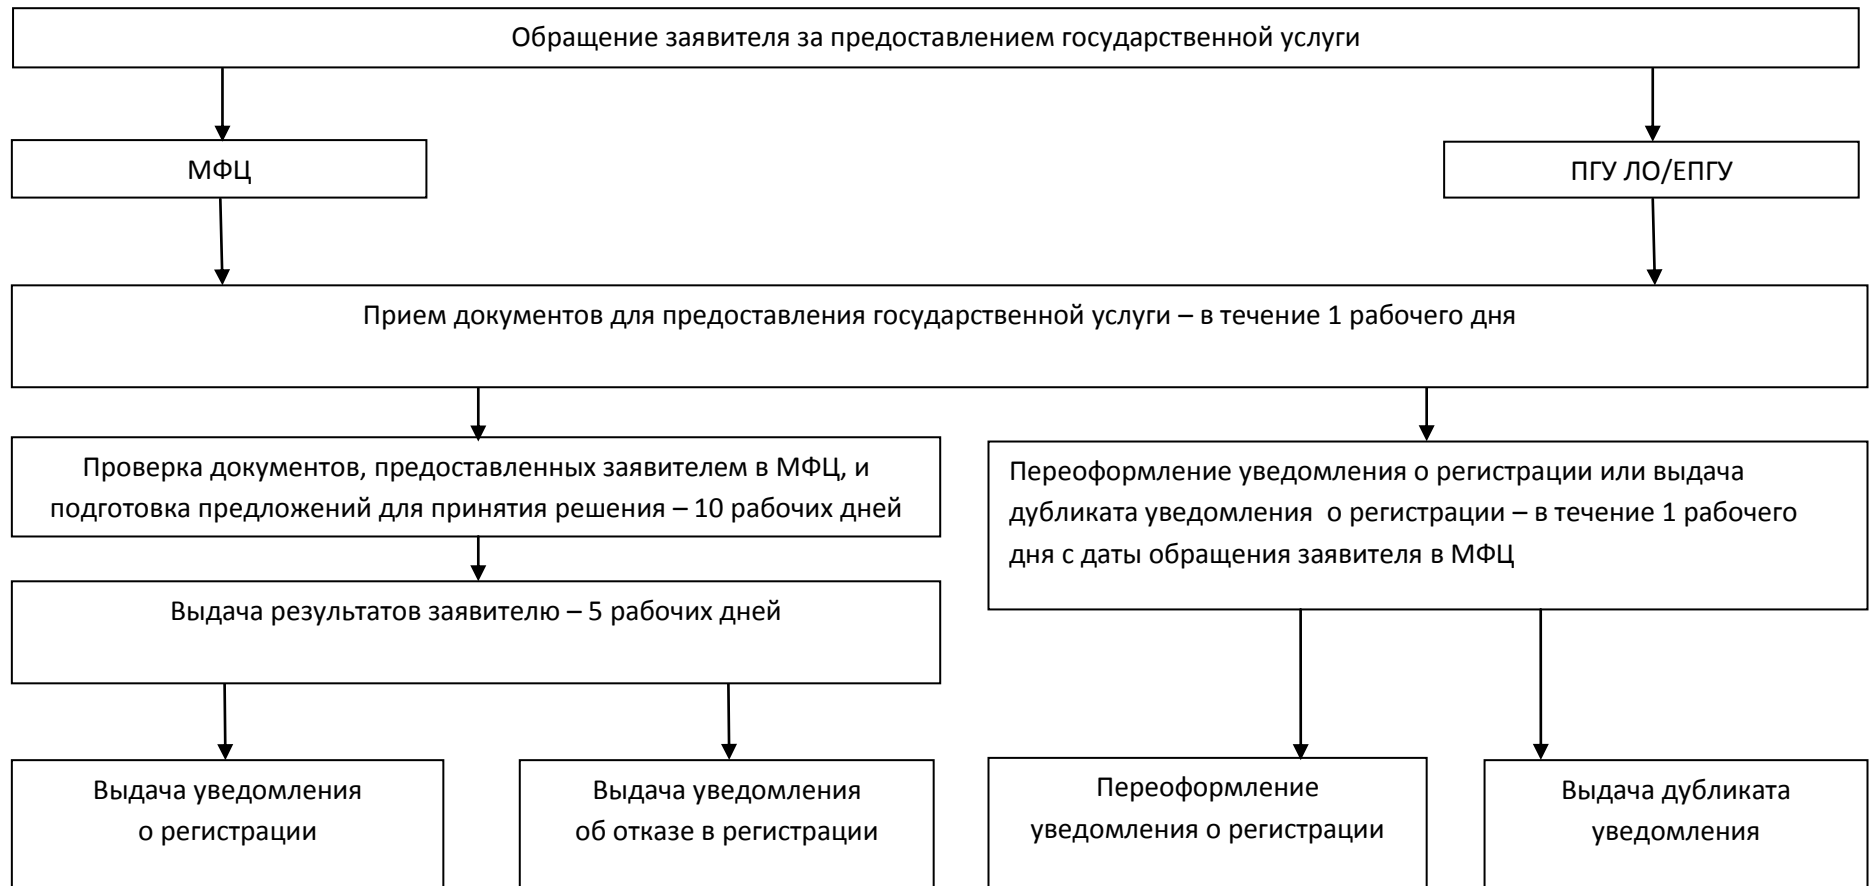 Обращение заявителя за предоставлением государственной услуги
МФЦ
ПГУ ЛО/ЕПГУ
Прием документов для предоставления государственной услуги – в течение 1 рабочего дня
Проверка документов, предоставленных заявителем в МФЦ, и
подготовка предложений для принятия решения – 10 рабочих дней
Переоформление уведомления о регистрации или выдача
дубликата уведомления  о регистрации – в течение 1 рабочего
дня с даты обращения заявителя в МФЦ
Выдача результатов заявителю – 5 рабочих дней
Выдача уведомления
о регистрации
Выдача уведомления
об отказе в регистрации
Переоформление
уведомления о регистрации
Выдача дубликата
уведомления